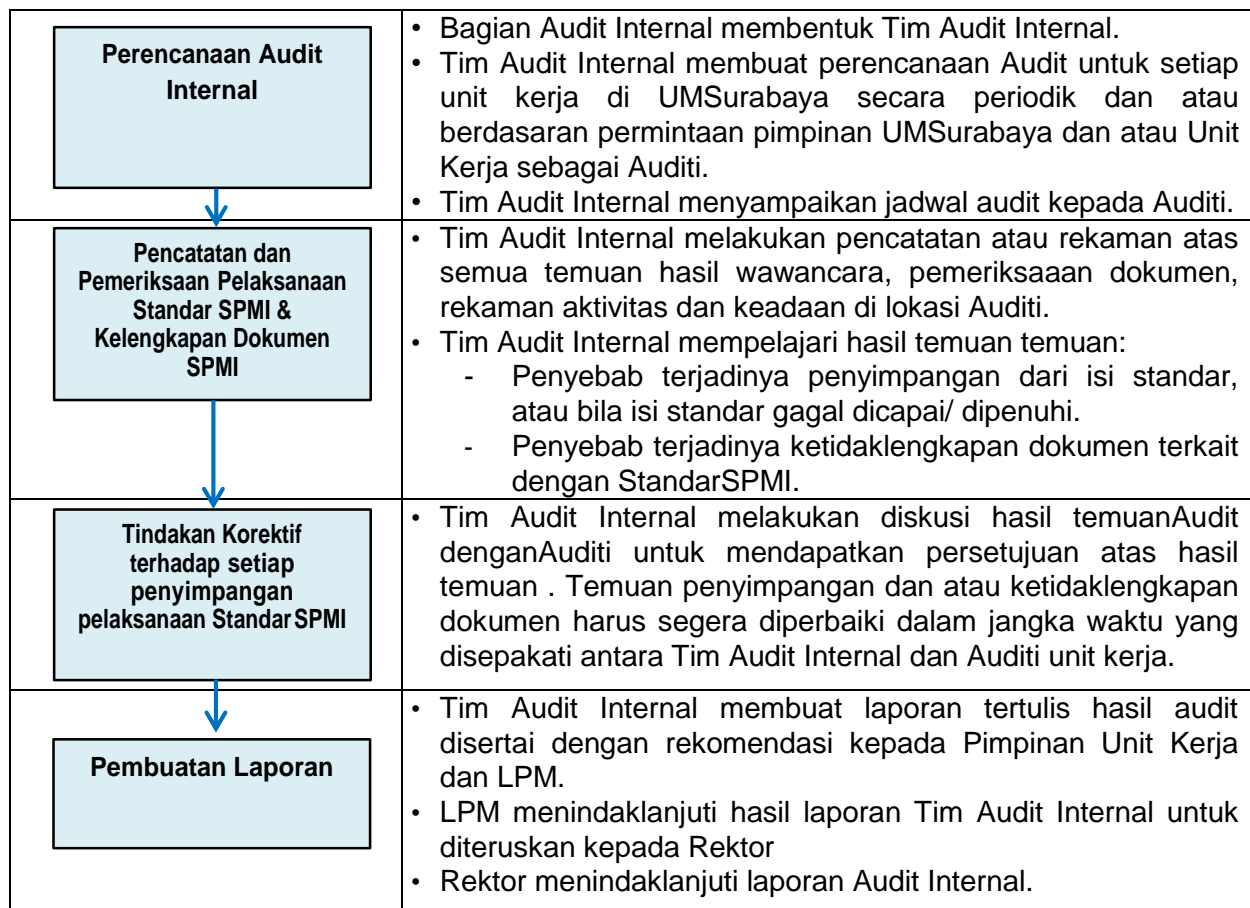 Perencanaan Audit
Internal
• Bagian Audit Internal membentuk Tim Audit Internal.
• Tim Audit Internal membuat perencanaan Audit untuk setiap
unit kerja di UMSurabaya secara periodik dan atau
berdasaran permintaan pimpinan UMSurabaya dan atau Unit
Kerja sebagai Auditi.
• Tim Audit Internal menyampaikan jadwal audit kepada Auditi.
Pencatatan dan
Pemeriksaan Pelaksanaan
Standar SPMI &
Kelengkapan Dokumen
SPMI
• Tim Audit Internal melakukan pencatatan atau rekaman atas
semua temuan hasil wawancara, pemeriksaaan dokumen,
rekaman aktivitas dan keadaan di lokasi Auditi.
• Tim Audit Internal mempelajari hasil temuan temuan:
- Penyebab terjadinya penyimpangan dari isi standar,
atau bila isi standar gagal dicapai/ dipenuhi.
- Penyebab terjadinya ketidaklengkapan dokumen terkait
dengan StandarSPMI.
Tindakan Korektif
terhadap setiap
penyimpangan
pelaksanaan Standar SPMI
• Tim Audit Internal melakukan diskusi hasil temuanAudit
denganAuditi untuk mendapatkan persetujuan atas hasil
temuan . Temuan penyimpangan dan atau ketidaklengkapan
dokumen harus segera diperbaiki dalam jangka waktu yang
disepakati antara Tim Audit Internal dan Auditi unit kerja.
Pembuatan Laporan
• Tim Audit Internal membuat laporan tertulis hasil audit
disertai dengan rekomendasi kepada Pimpinan Unit Kerja
dan LPM.
• LPM menindaklanjuti hasil laporan Tim Audit Internal untuk
diteruskan kepada Rektor
• Rektor menindaklanjuti laporan Audit Internal.